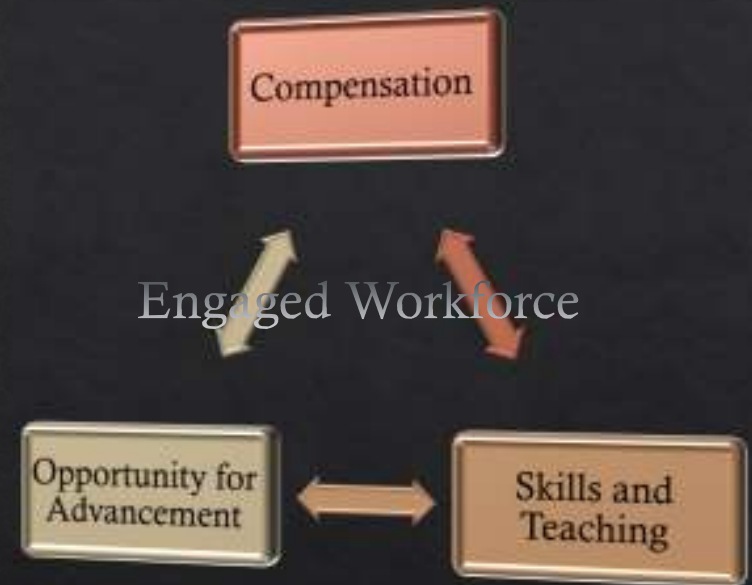 Compensation
Engaged Workforce
Opportunity for
Advancement
Skills and
Teaching